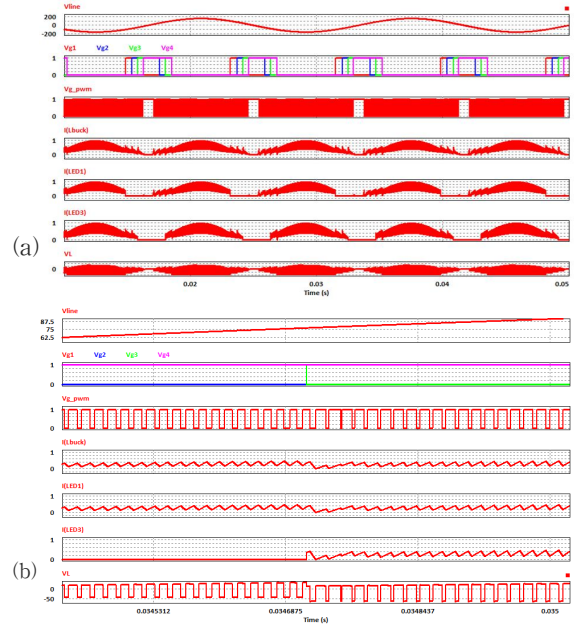 Vline
200
0
-200
Vg1 Vg2 Vg3 Vg4
1
0
Vg_pwm
1
0
I(Lbuck)
1
0
I(LED1)
1
0
I(LED3)
1
0
(a)
VL
0.02 0.03 0.04 0.05
Time (s)
Vline
87.5
75
62.5
Vg1 Vg2 Vg3 Vg4
1
0
Vg_pwm
1
0
I(Lbuck)
1
0
I(LED1)
1
0
I(LED3)
1
0
(b)
VL
0
-50
0.0345312 0.0346875 0.0348437 0.035
Time (s)